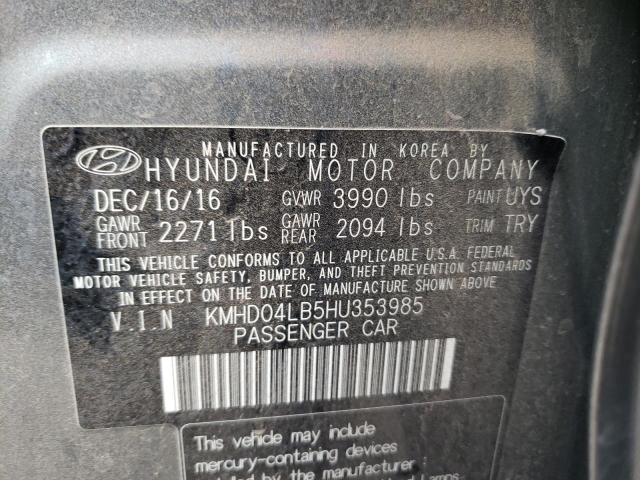 MANUFACTURED IN KOREA BY
HYUNDAI MOTOR COMPANY
DEC/16/16 GVWR 3990 lbs PAINT UYS
GAWR FRONT 2271 lbs GAWR REAR 2094 lbs TRIM TRY
THIS VEHICLE CONFORMS TO ALL APPLICABLE U.S.A. FEDERAL
MOTOR VEHICLE SAFETY, BUMPER, AND THEFT PREVENTION STANDARDS
IN EFFECT ON THE DATE OF MANUFACTURE SHOWN ABOVE.
V.I.N KMHD04LB5HU353985
PASSENGER CAR
This vehicle may include
mercury-containing devices
by the manufacturer :
Lamps